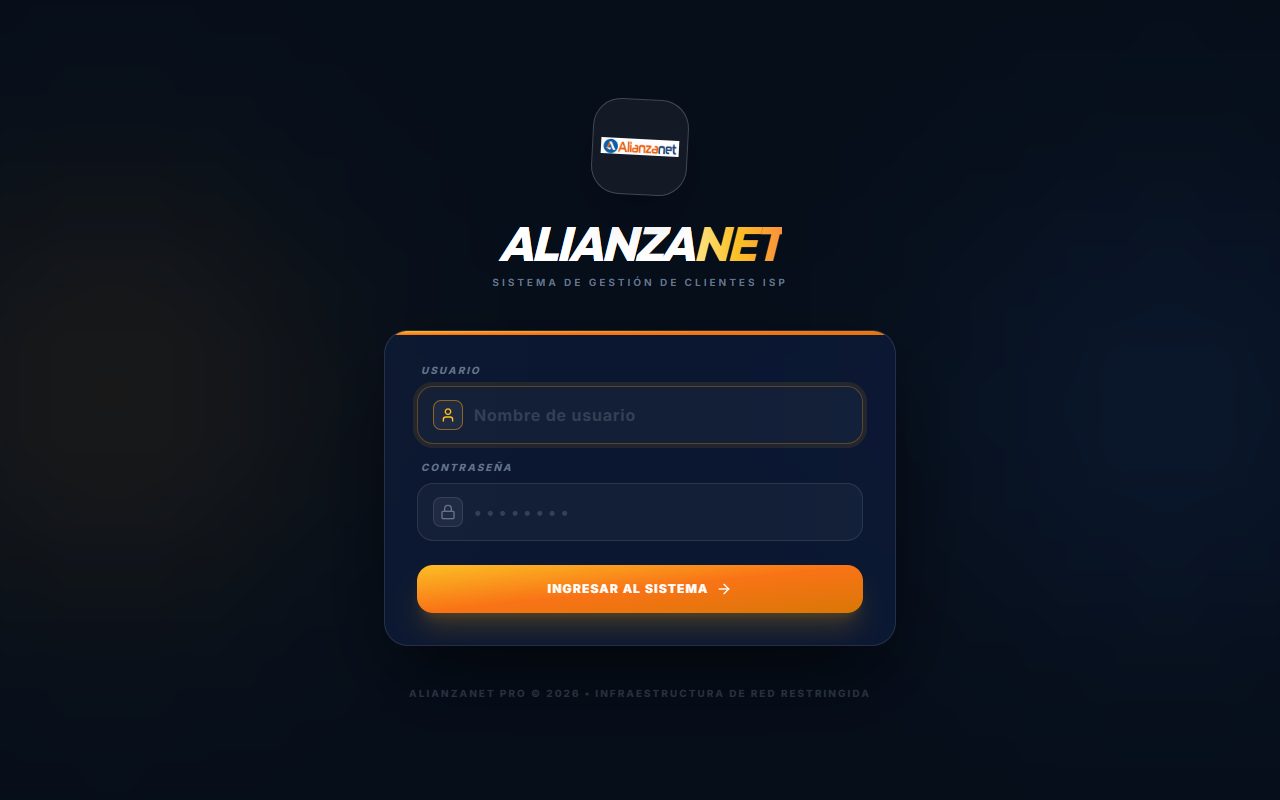 Alianzanet
ALIANZANET
SISTEMA DE GESTIÓN DE CLIENTES ISP
USUARIO
Nombre de usuario
CONTRASEÑA
INGRESAR AL SISTEMA
ALIANZANET PRO © 2026 • INFRAESTRUCTURA DE RED RESTRINGIDA